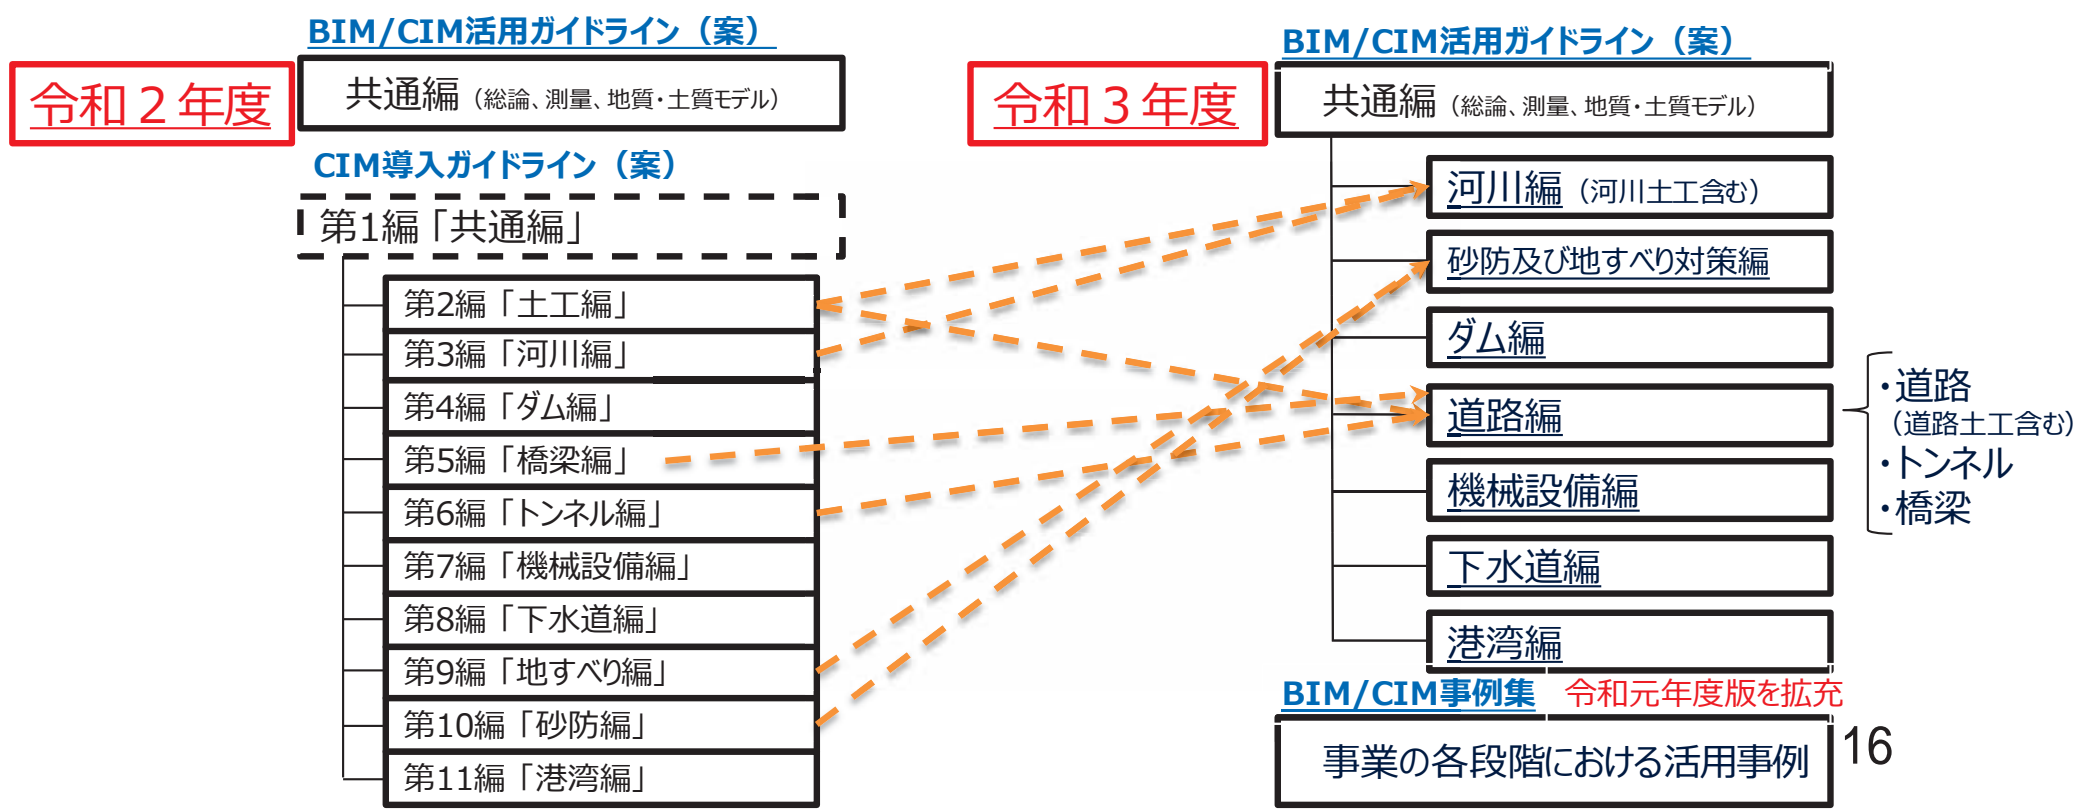 BIM/CIM活用ガイドライン（案）
令和２年度
共通編（総論、測量、地質・土質モデル）
CIM導入ガイドライン（案）
第1編「共通編」
第2編「土工編」
第3編「河川編」
第4編「ダム編」
第5編「橋梁編」
第6編「トンネル編」
第7編「機械設備編」
第8編「下水道編」
第9編「地すべり編」
第10編「砂防編」
第11編「港湾編」
BIM/CIM活用ガイドライン（案）
令和３年度
共通編（総論、測量、地質・土質モデル）
河川編（河川土工含む）
砂防及び地すべり対策編
ダム編
道路編
機械設備編
下水道編
港湾編
・道路
（道路土工含む）
・トンネル
・橋梁
BIM/CIM事例集 令和元年度版を拡充
事業の各段階における活用事例
16